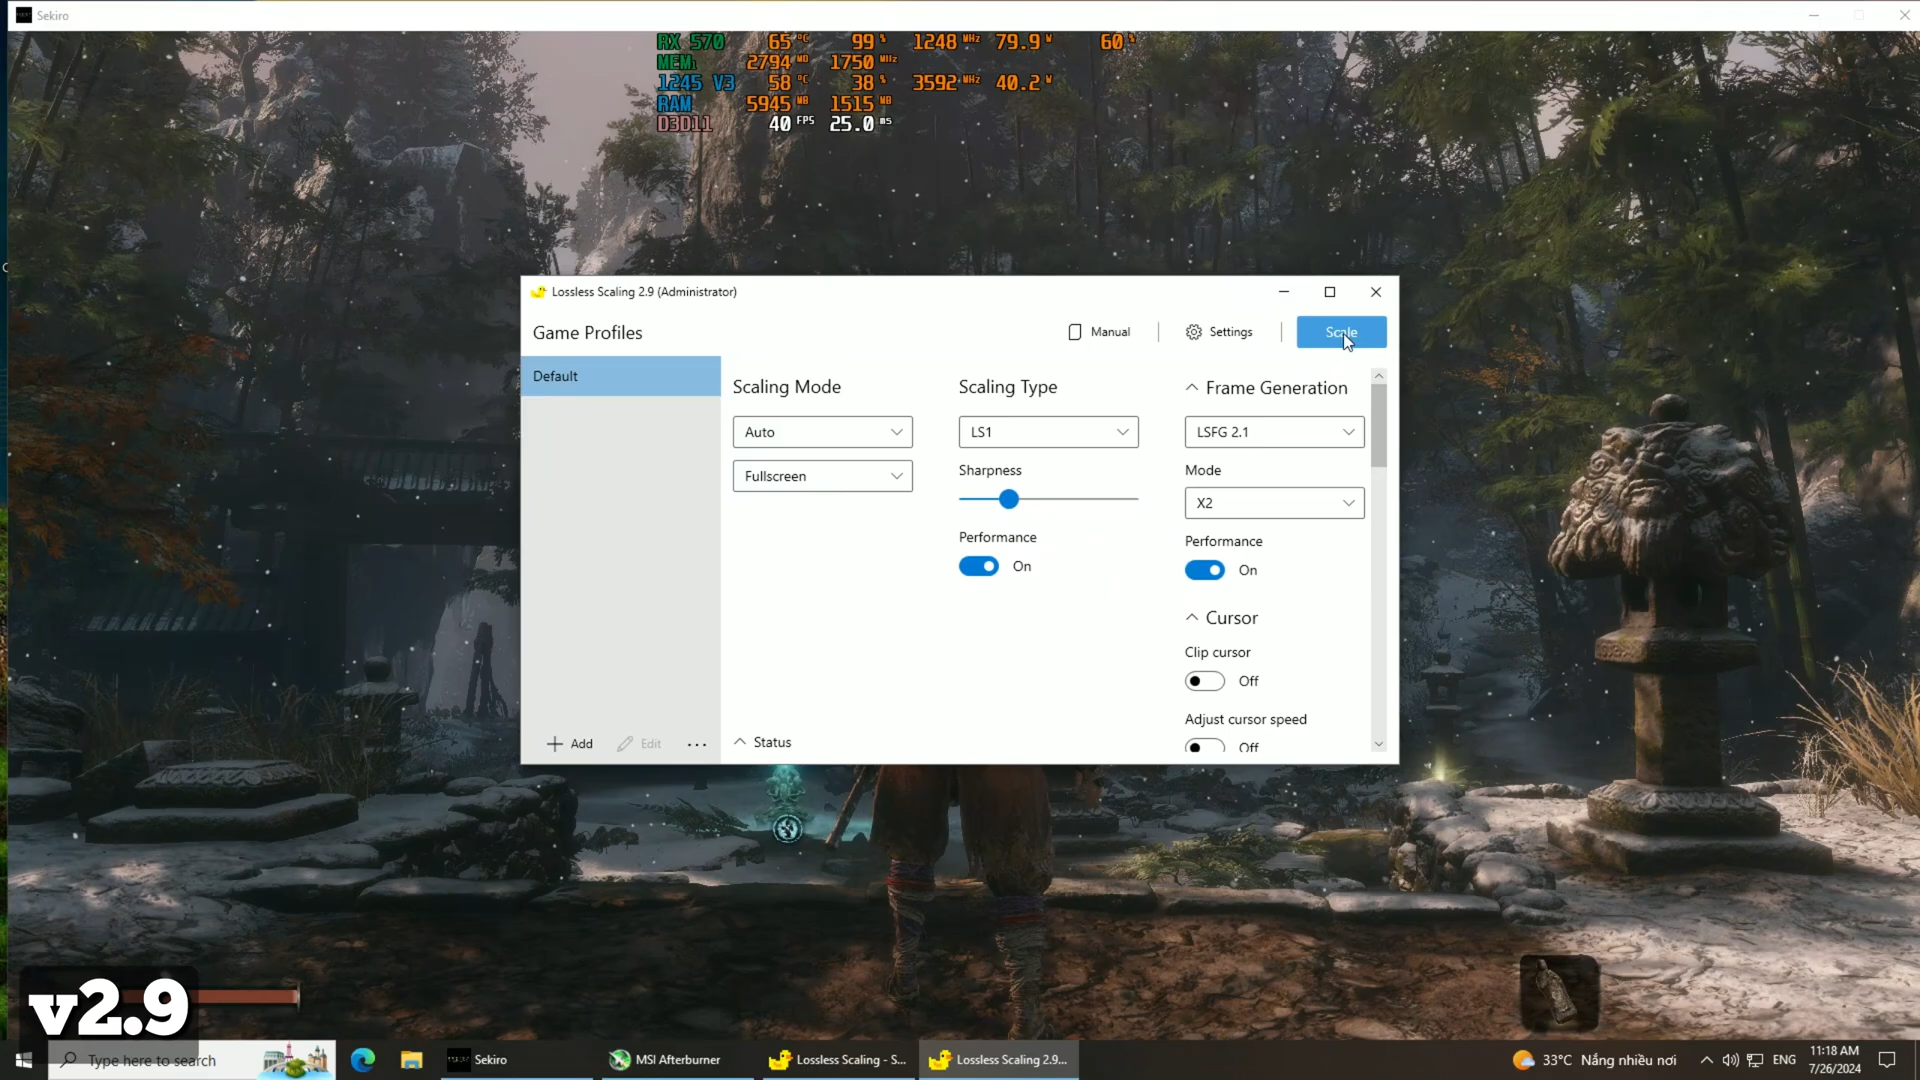 Sekiro
RX 570 65 °C 99 % 1248 MHz 79.9 W 60 %
MEM1 2794 MB 1750 MHz
1245 V3 58 °C 38 % 3592 MHz 40.2 W
RAM 5945 MB 1515 MB
D3D11 40 FPS 25.0 ms
Lossless Scaling 2.9 (Administrator)
Game Profiles
Manual
Settings
Scale
Default
Scaling Mode
Auto
Fullscreen
Scaling Type
LS1
Sharpness
Performance
On
Frame Generation
LSFG 2.1
Mode
X2
Performance
On
Cursor
Clip cursor
Off
Adjust cursor speed
Off
Add
Edit
Status
v2.9
Type here to search
Sekiro
MSI Afterburner
Lossless Scaling - S...
Lossless Scaling 2.9...
33°C Nắng nhiều nơi
ENG
11:18 AM
7/26/2024